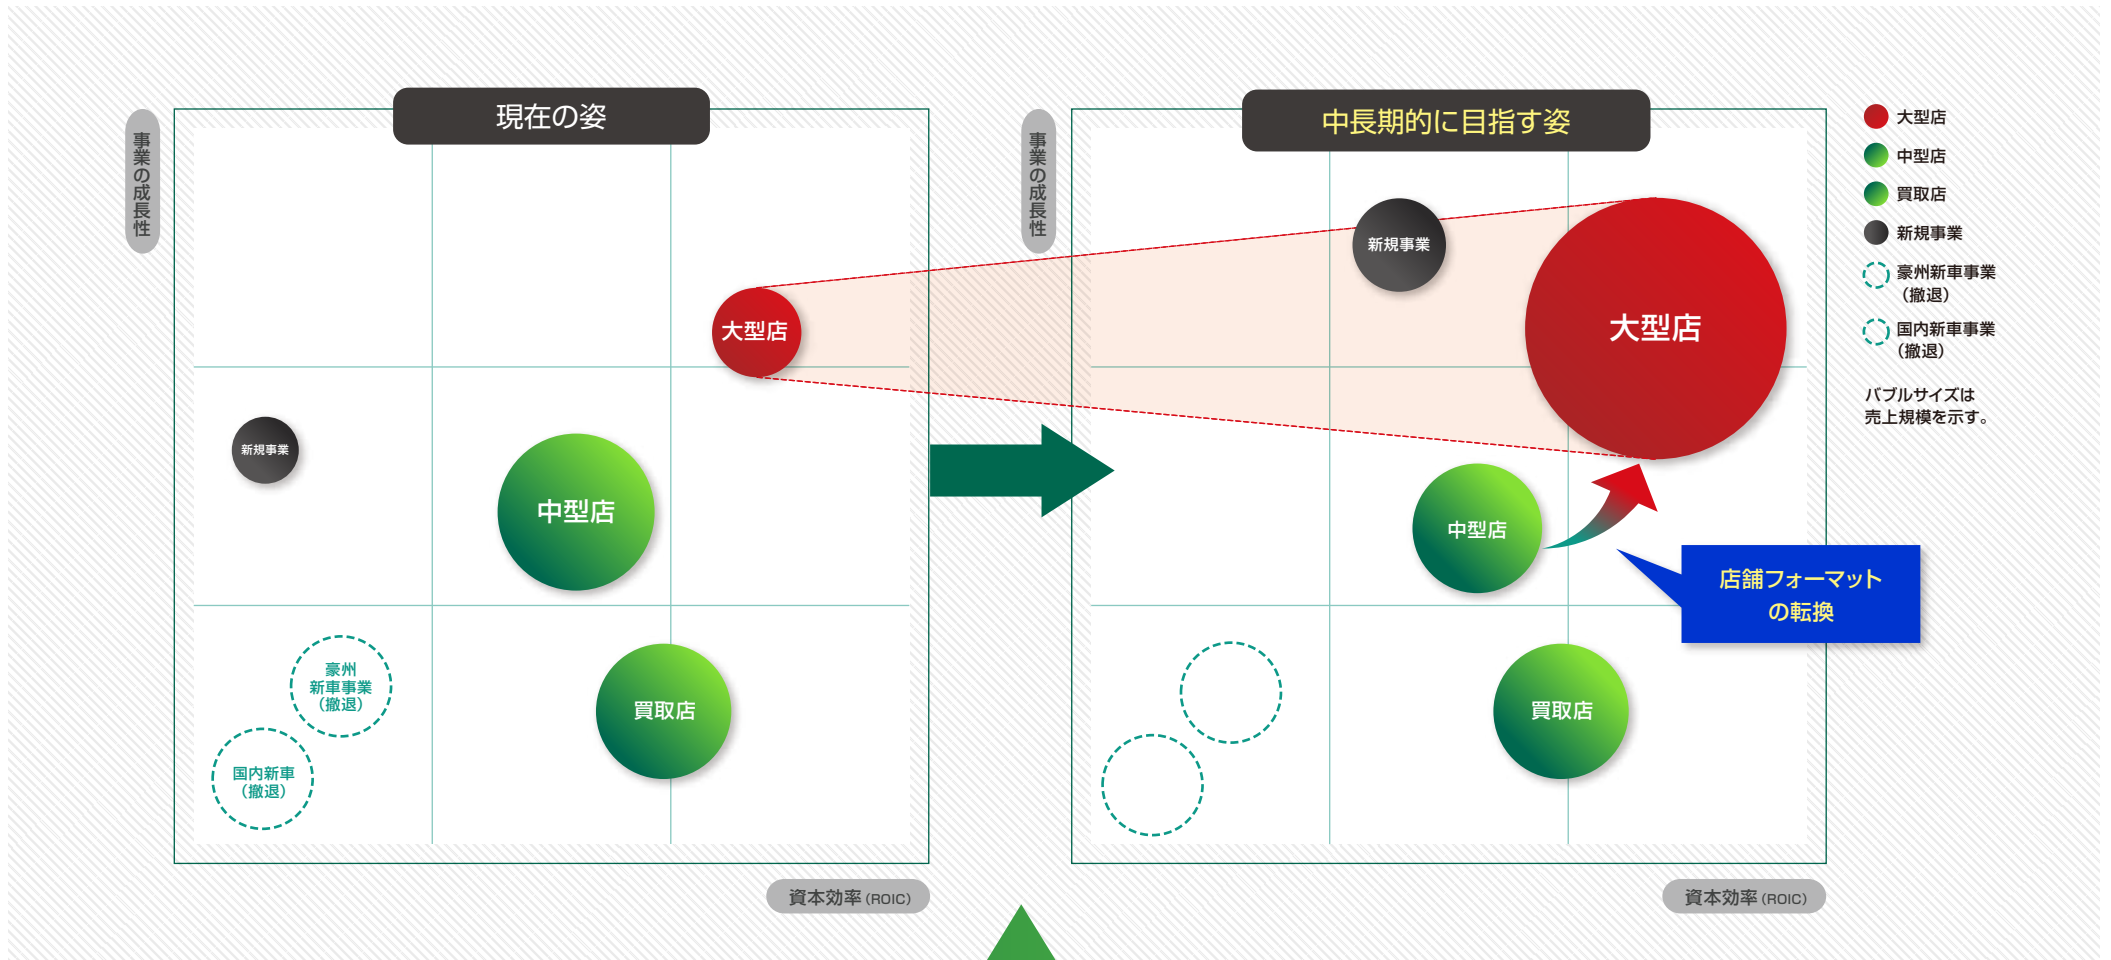 現在の姿
事業の成長性
大型店
新規事業
中型店
豪州
新車事業
（撤退）
買取店
国内新車
（撤退）
資本効率（ROIC）
中長期的に目指す姿
事業の成長性
新規事業
大型店
中型店
店舗フォーマット
の転換
買取店
資本効率（ROIC）
大型店
中型店
買取店
新規事業
豪州新車事業
（撤退）
国内新車事業
（撤退）
バブルサイズは
売上規模を示す。